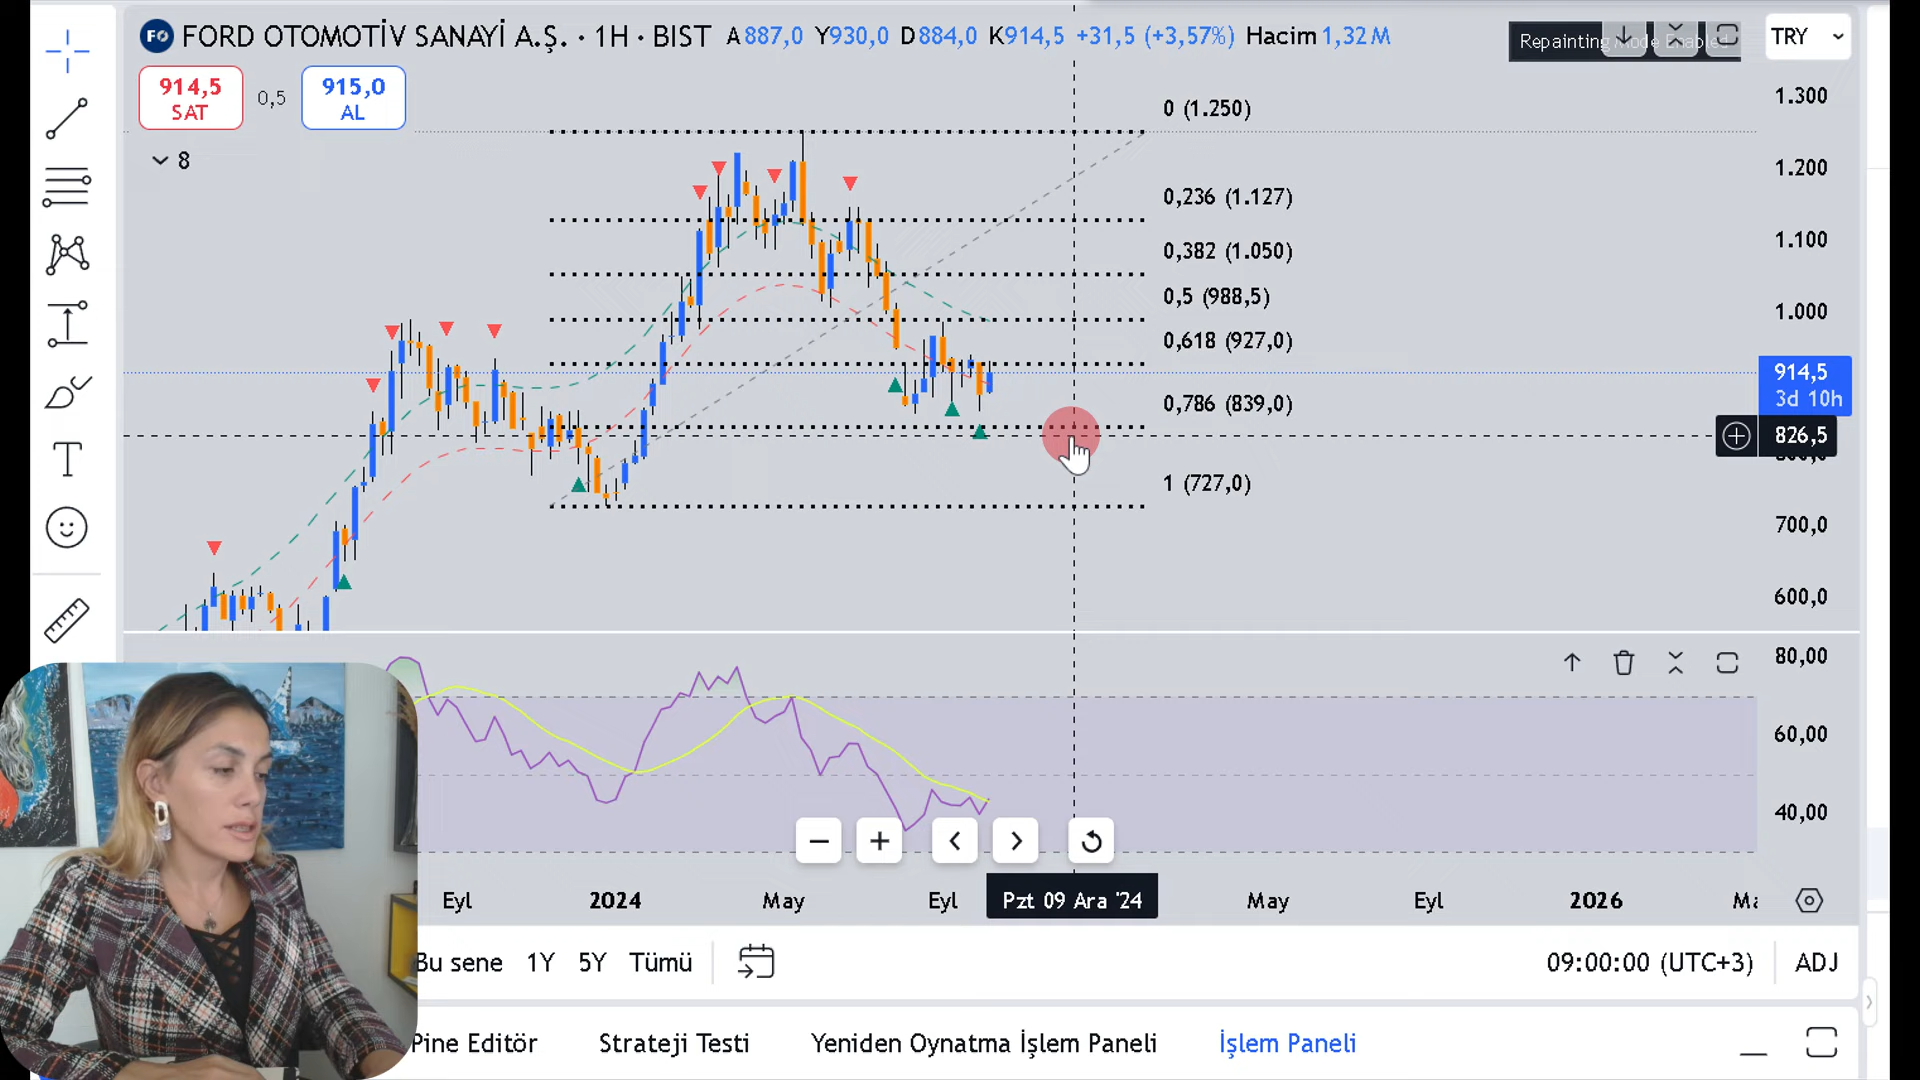 FO FORD OTOMOTİV SANAYİ A.Ş. · 1H · BIST A887,0 Y930,0 D884,0 K914,5 +31,5 (+3,57%) Hacim 1,32 M
Repainting Mode Enabled
TRY
914,5
SAT
0,5
915,0
AL
8
0 (1.250)
0,236 (1.127)
0,382 (1.050)
0,5 (988,5)
0,618 (927,0)
0,786 (839,0)
1 (727,0)
1.300
1.200
1.100
1.000
914,5
3d 10h
826,5
700,0
600,0
80,00
60,00
40,00
Eyl 2024 May Eyl Pzt 09 Ara '24 May Eyl 2026
Bu sene 1Y 5Y Tümü
09:00:00 (UTC+3) ADJ
Pine Editör Strateji Testi Yeniden Oynatma İşlem Paneli İşlem Paneli